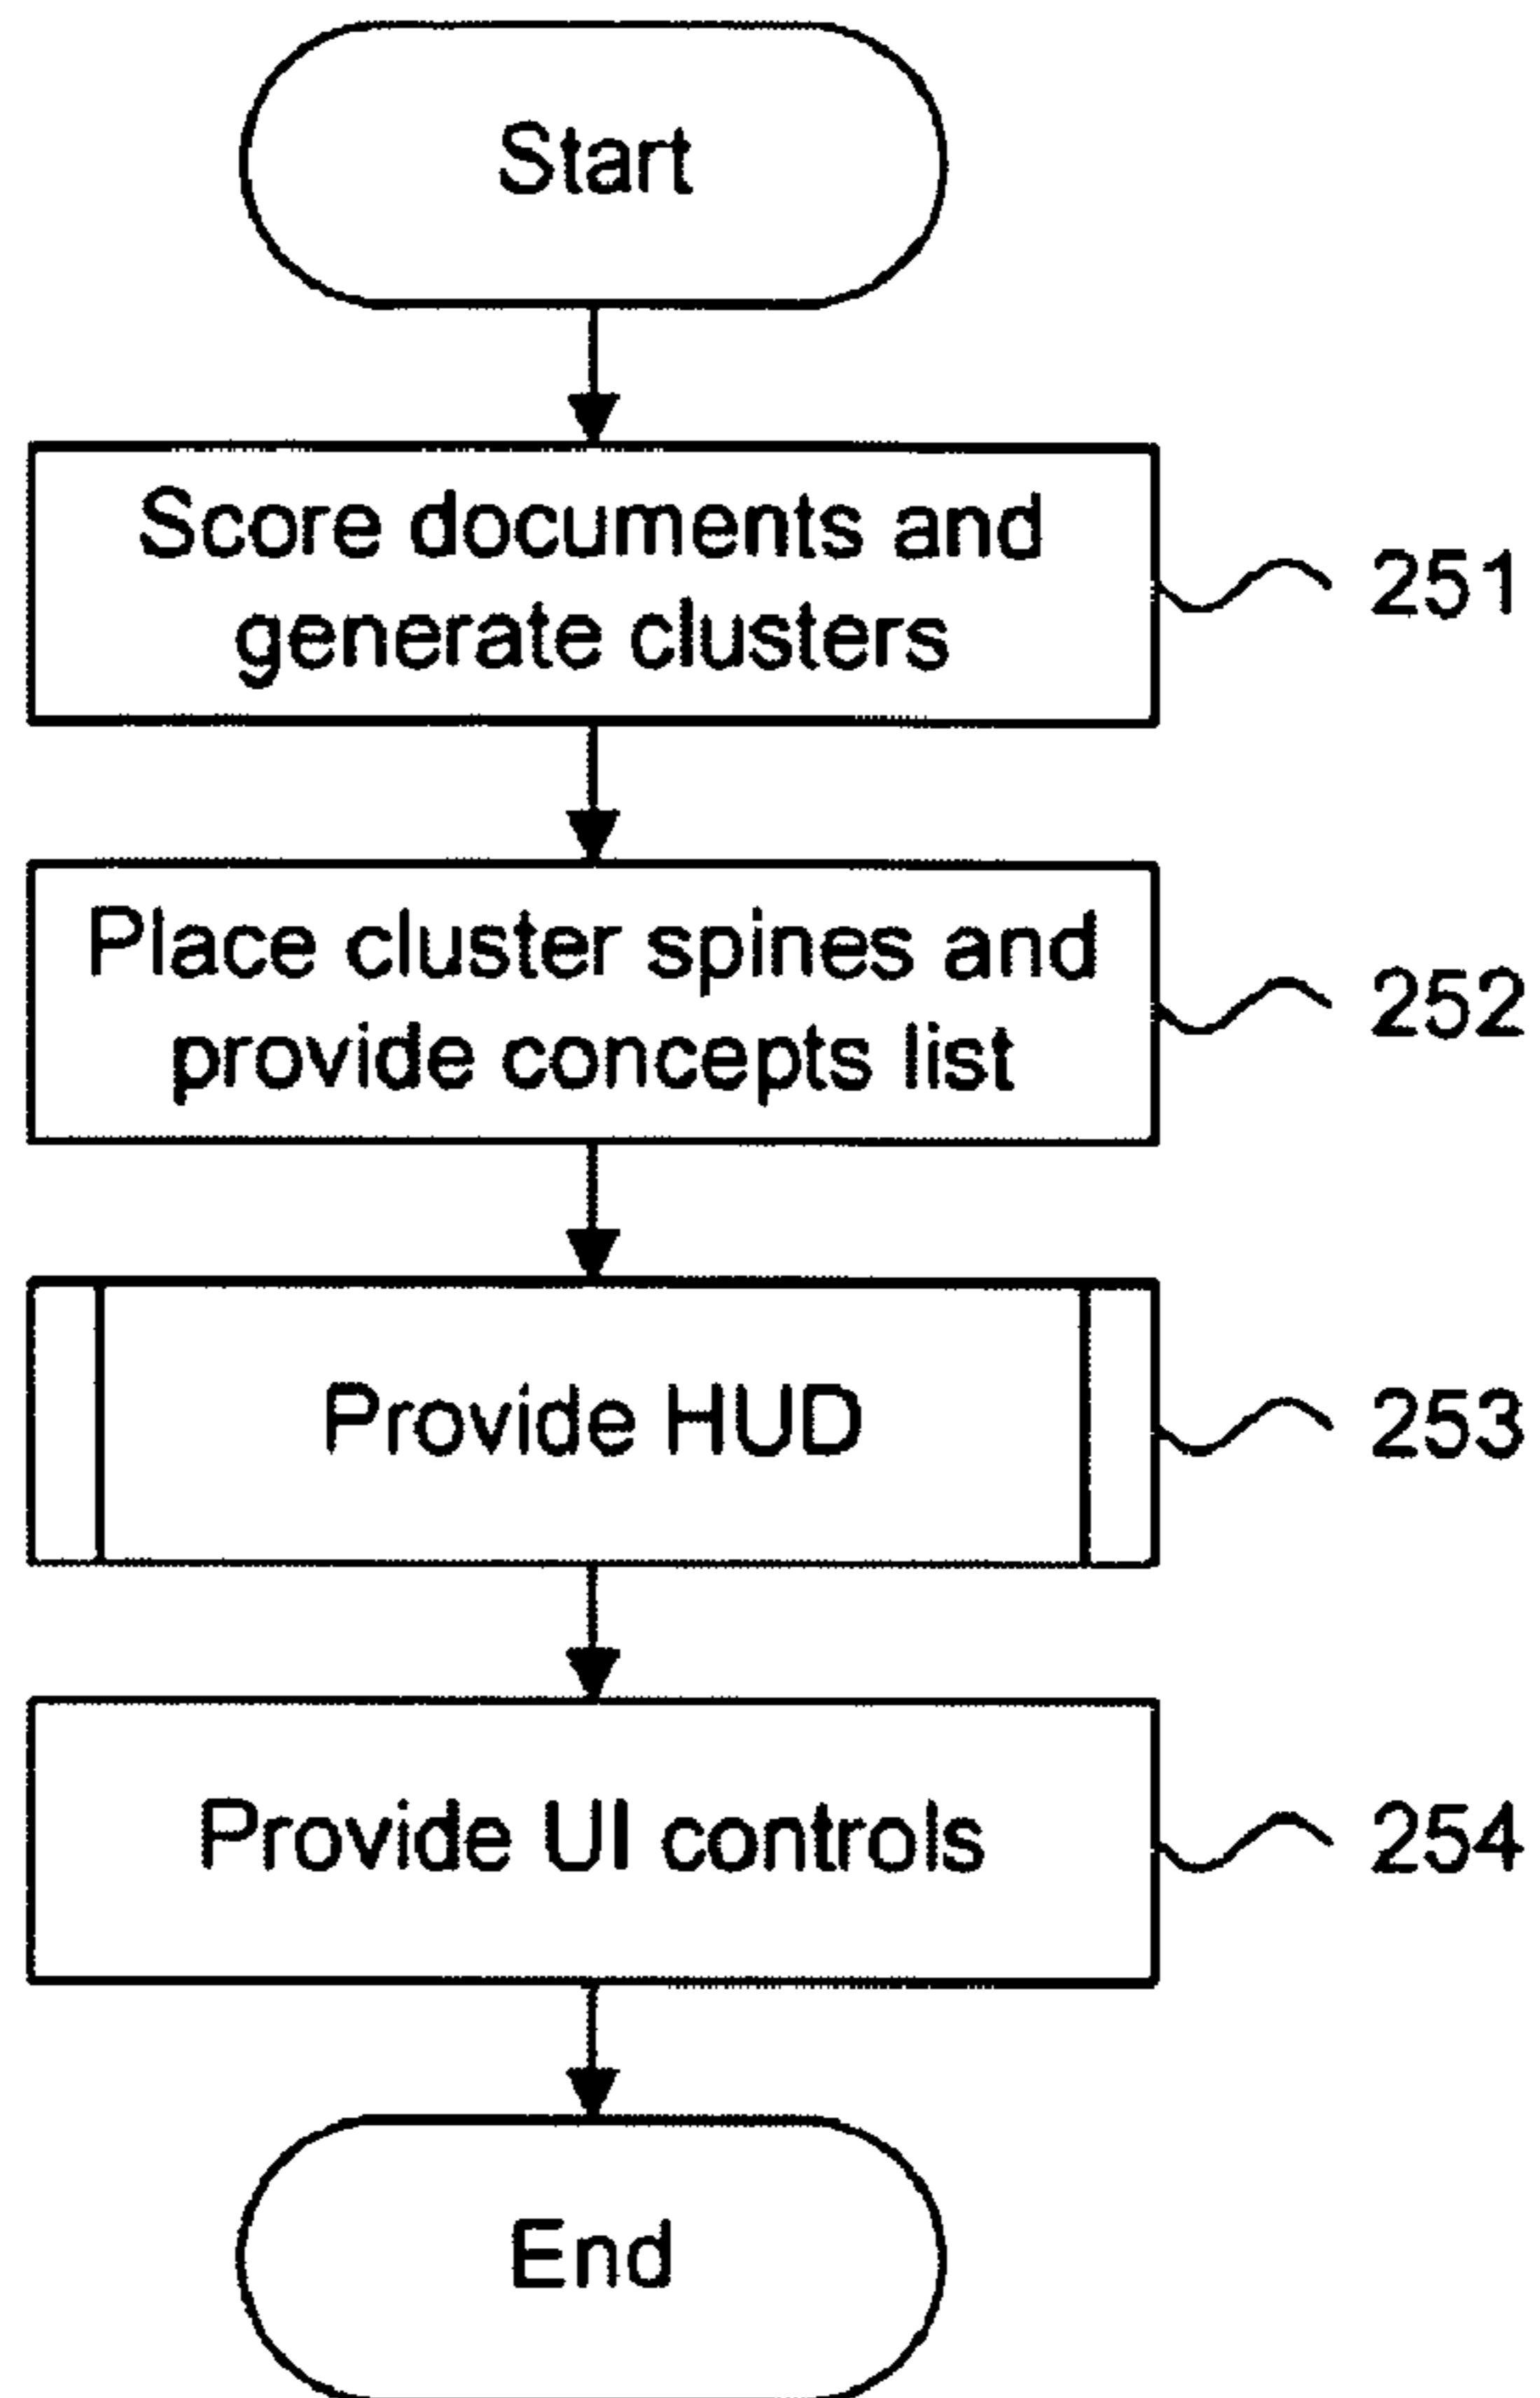 Start
Score documents and
generate clusters
251
Place cluster spines and
provide concepts list
252
Provide HUD
253
Provide UI controls
254
End